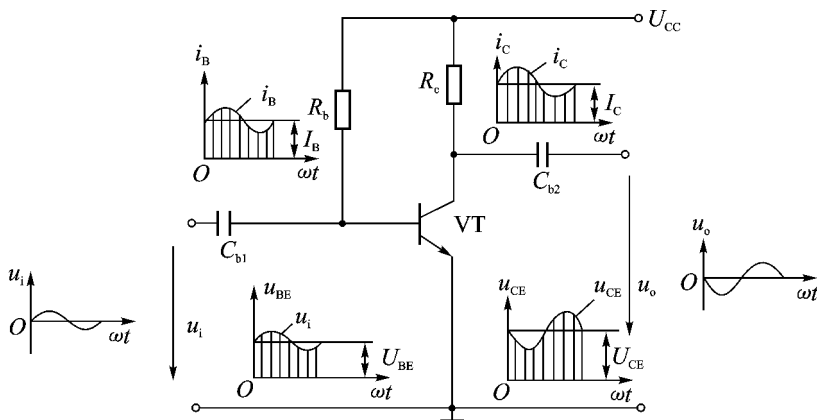 U_CC
i_B
i_B
I_B
O
ωt
R_b
R_c
i_C
i_C
I_C
O
ωt
C_b2
C_b1
VT
u_i
O
ωt
u_i
u_BE
u_i
U_BE
O
ωt
u_CE
u_CE
U_CE
O
ωt
u_o
u_o
O
ωt